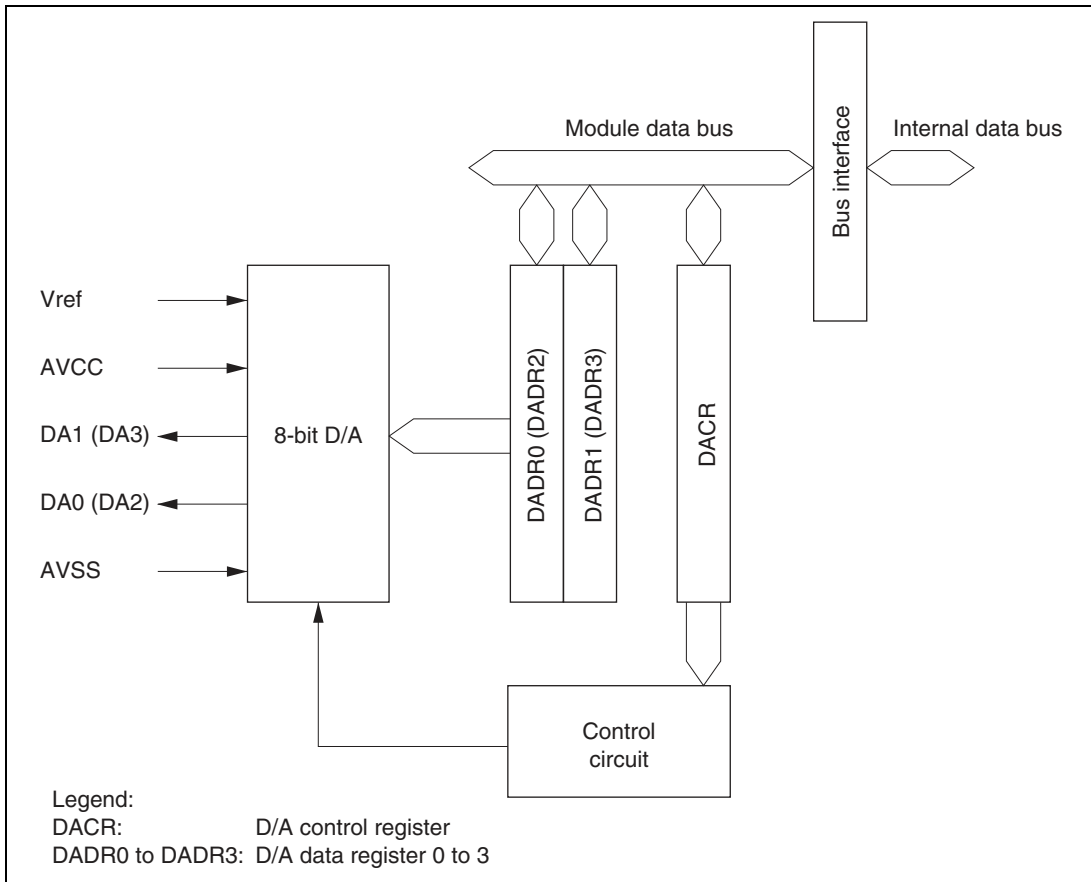 Module data bus
Internal data bus
Bus interface
Vref
AVCC
DA1 (DA3)
DA0 (DA2)
AVSS
8-bit D/A
DADR0 (DADR2)
DADR1 (DADR3)
DACR
Control
circuit
Legend:
DACR: D/A control register
DADR0 to DADR3: D/A data register 0 to 3